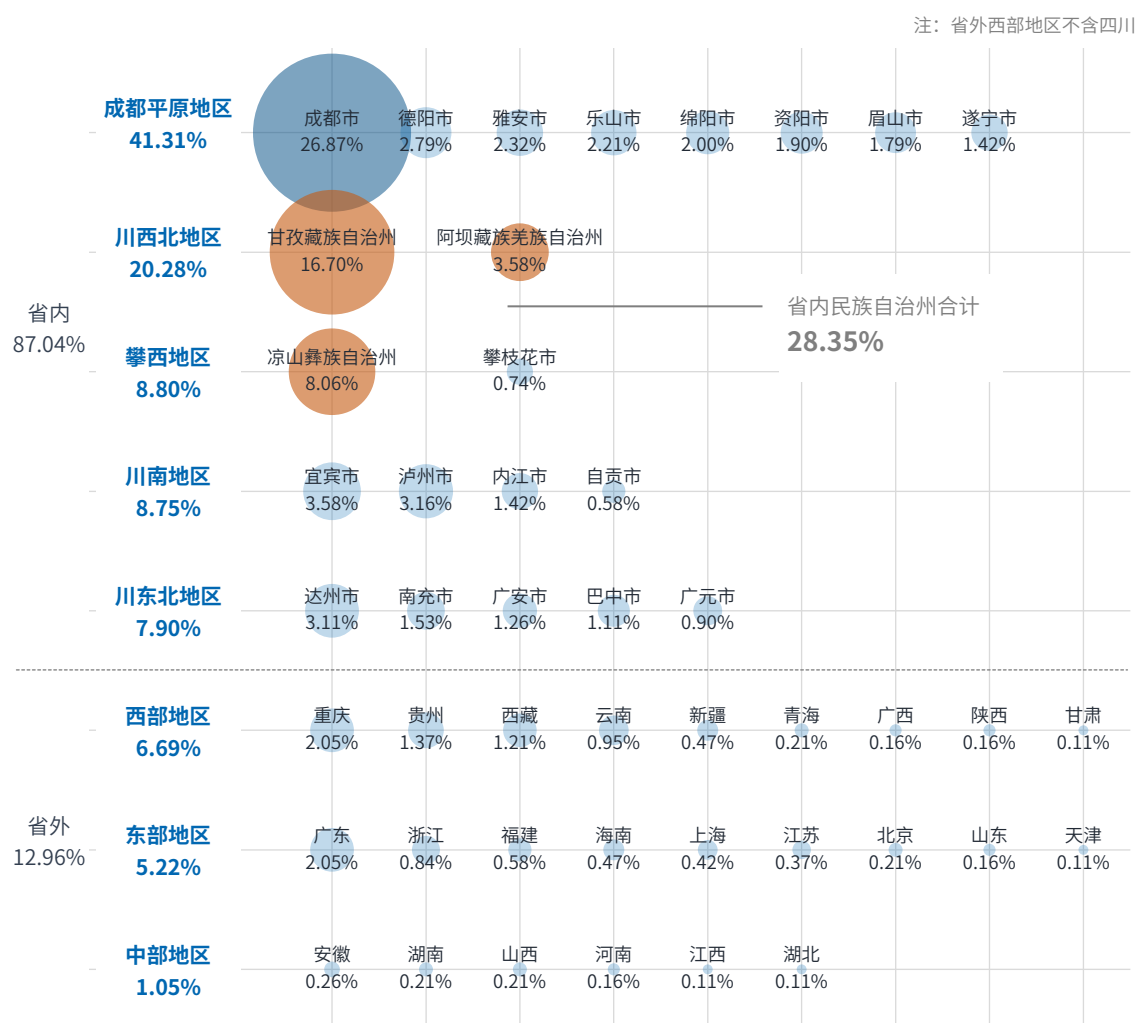 注：省外西部地区不含四川
成都平原地区
41.31%
成都市
26.87%
德阳市
2.79%
雅安市
2.32%
乐山市
2.21%
绵阳市
2.00%
资阳市
1.90%
眉山市
1.79%
遂宁市
1.42%
川西北地区
20.28%
甘孜藏族自治州
16.70%
阿坝藏族羌族自治州
3.58%
省内
87.04%
省内民族自治州合计
28.35%
攀西地区
8.80%
凉山彝族自治州
8.06%
攀枝花市
0.74%
川南地区
8.75%
宜宾市
3.58%
泸州市
3.16%
内江市
1.42%
自贡市
0.58%
川东北地区
7.90%
达州市
3.11%
南充市
1.53%
广安市
1.26%
巴中市
1.11%
广元市
0.90%
西部地区
6.69%
重庆
2.05%
贵州
1.37%
西藏
1.21%
云南
0.95%
新疆
0.47%
青海
0.21%
广西
0.16%
陕西
0.16%
甘肃
0.11%
省外
12.96%
东部地区
5.22%
广东
2.05%
浙江
0.84%
福建
0.58%
海南
0.47%
上海
0.42%
江苏
0.37%
北京
0.21%
山东
0.16%
天津
0.11%
中部地区
1.05%
安徽
0.26%
湖南
0.21%
山西
0.21%
河南
0.16%
江西
0.11%
湖北
0.11%